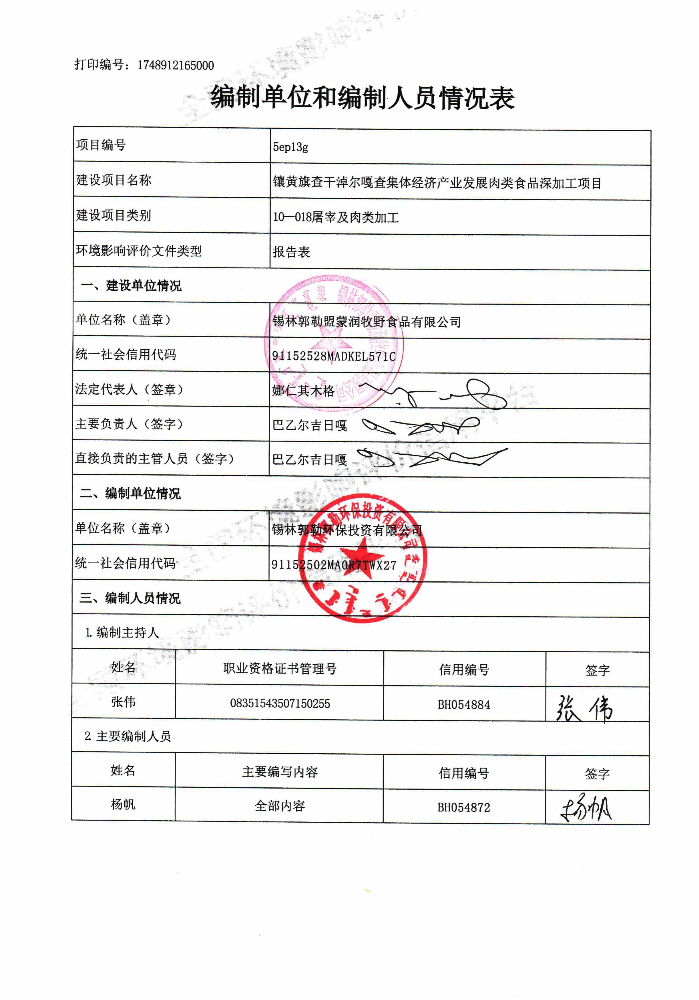 打印编号：1748912165000
编制单位和编制人员情况表
项目编号 5ep13g
建设项目名称 镶黄旗查干淖尔嘎查集体经济产业发展肉类食品深加工项目
建设项目类别 10—018屠宰及肉类加工
环境影响评价文件类型 报告表
一、建设单位情况
单位名称（盖章） 锡林郭勒盟蒙润牧野食品有限公司
统一社会信用代码 91152528MADKEL571C
法定代表人（签章） 娜仁其木格
主要负责人（签字） 巴乙尔吉日嘎
直接负责的主管人员（签字） 巴乙尔吉日嘎
二、编制单位情况
单位名称（盖章） 锡林郭勒环保投资有限公司
统一社会信用代码 91152502MA0R7TWX27
锡林郭勒环保投资有限公司
三、编制人员情况
1.编制主持人
姓名 职业资格证书管理号 信用编号 签字
张伟 08351543507150255 BH054884 张伟
2.主要编制人员
姓名 主要编写内容 信用编号 签字
杨帆 全部内容 BH054872 杨帆